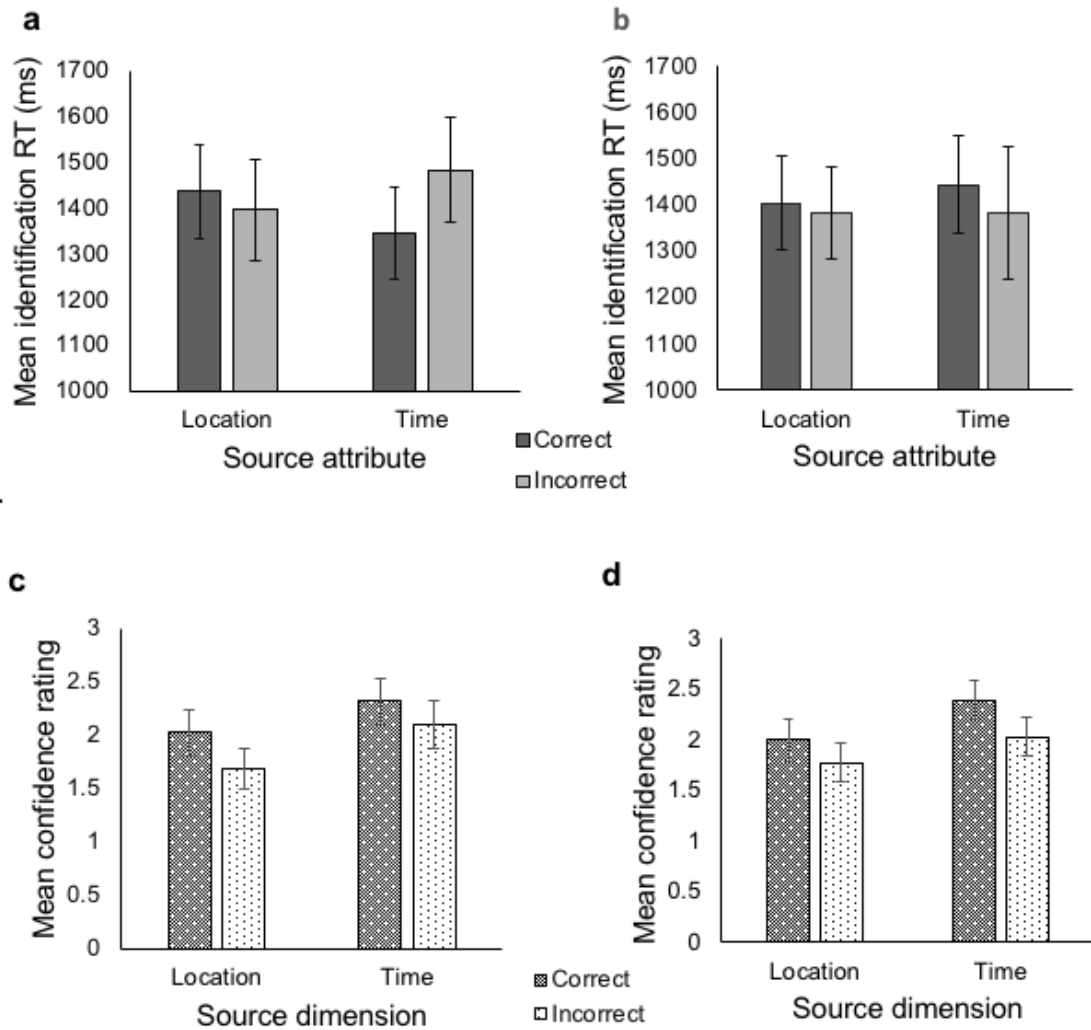 a
Mean identification RT (ms)
1700
1600
1500
1400
1300
1200
1100
1000
Location Time
Source attribute
b
Mean identification RT (ms)
1700
1600
1500
1400
1300
1200
1100
1000
Location Time
Source attribute
Correct
Incorrect
c
Mean confidence rating
3
2.5
2
1.5
1
0.5
0
Location Time
Source dimension
d
Mean confidence rating
3
2.5
2
1.5
1
0.5
0
Location Time
Source dimension
Correct
Incorrect